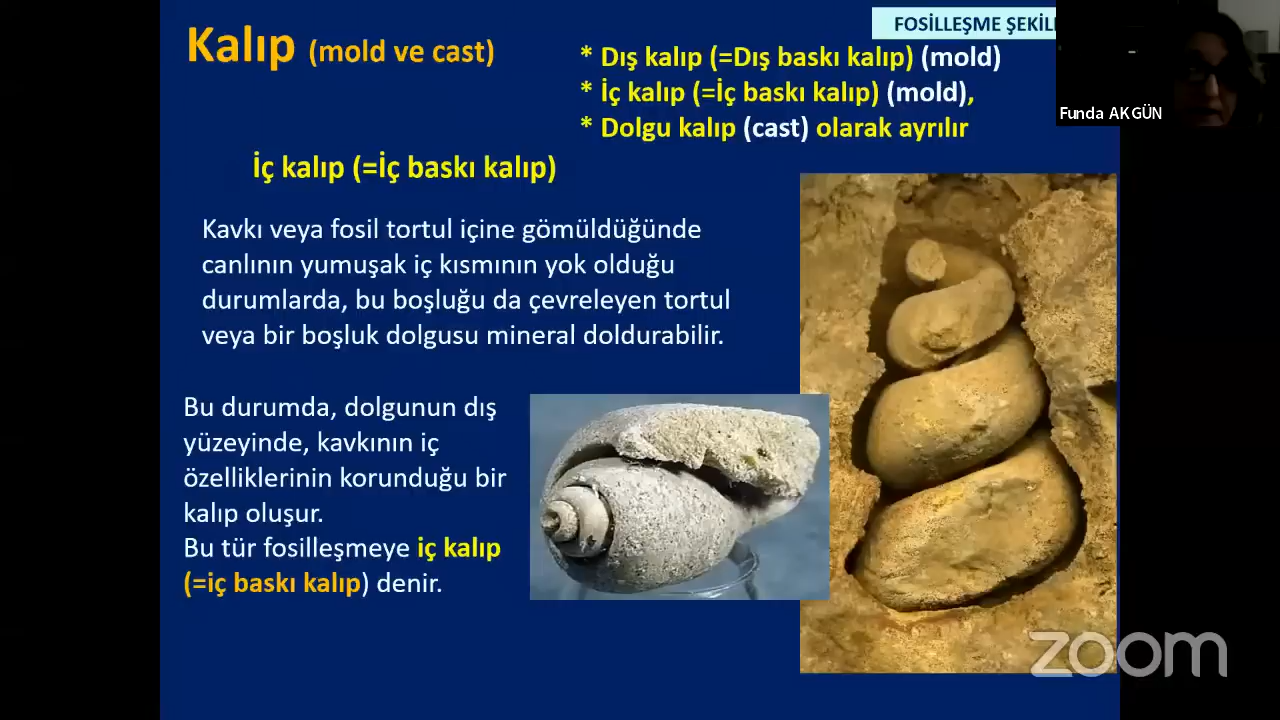 FOSİLLEŞME ŞEKİL
Kalıp (mold ve cast)
* Dış kalıp (=Dış baskı kalıp) (mold)
* İç kalıp (=İç baskı kalıp) (mold),
* Dolgu kalıp (cast) olarak ayrılır
Funda AKGÜN
İç kalıp (=İç baskı kalıp)
Kavkı veya fosil tortul içine gömüldüğünde
canlının yumuşak iç kısmının yok olduğu
durumlarda, bu boşluğu da çevreleyen tortul
veya bir boşluk dolgusu mineral doldurabilir.
Bu durumda, dolgunun dış
yüzeyinde, kavkının iç
özelliklerinin korunduğu bir
kalıp oluşur.
Bu tür fosilleşmeye iç kalıp
(=iç baskı kalıp) denir.
zoom